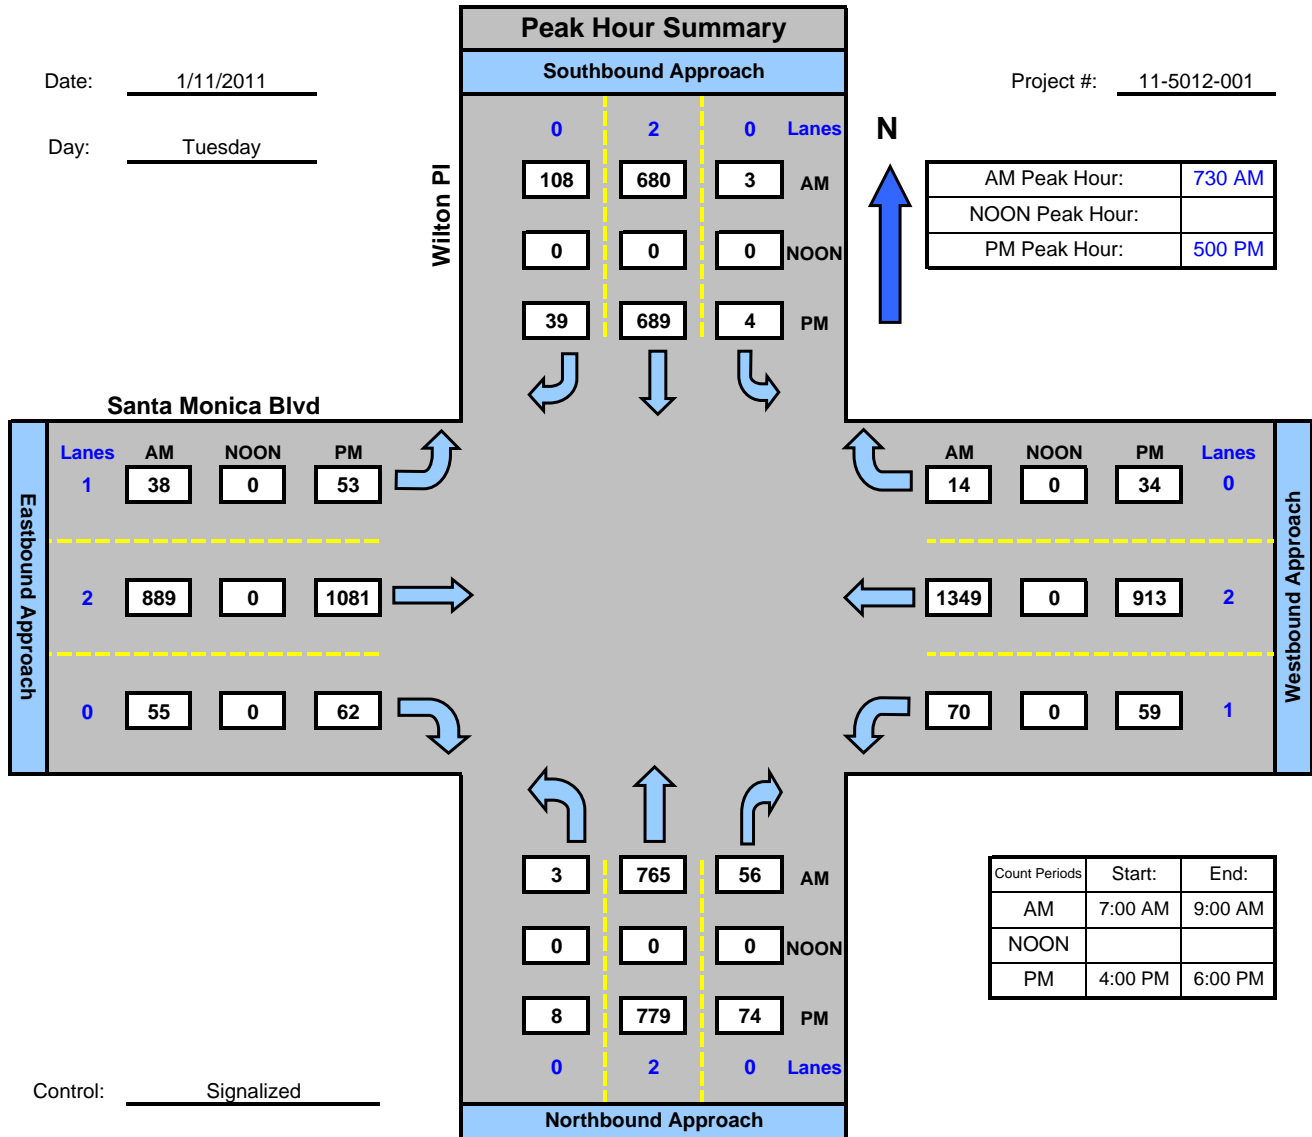 Peak Hour Summary
Southbound Approach
Date: 1/11/2011
Project #: 11-5012-001
Day: Tuesday
Wilton Pl
0 2 0 Lanes
108 680 3 AM
0 0 0 NOON
39 689 4 PM
N
AM Peak Hour: 730 AM
NOON Peak Hour:
PM Peak Hour: 500 PM
Santa Monica Blvd
Eastbound Approach
Lanes AM NOON PM
1 38 0 53
2 889 0 1081
0 55 0 62
AM NOON PM Lanes
14 0 34 0
1349 0 913 2
70 0 59 1
Westbound Approach
3 765 56 AM
0 0 0 NOON
8 779 74 PM
0 2 0 Lanes
Northbound Approach
Count Periods Start: End:
AM 7:00 AM 9:00 AM
NOON
PM 4:00 PM 6:00 PM
Control: Signalized